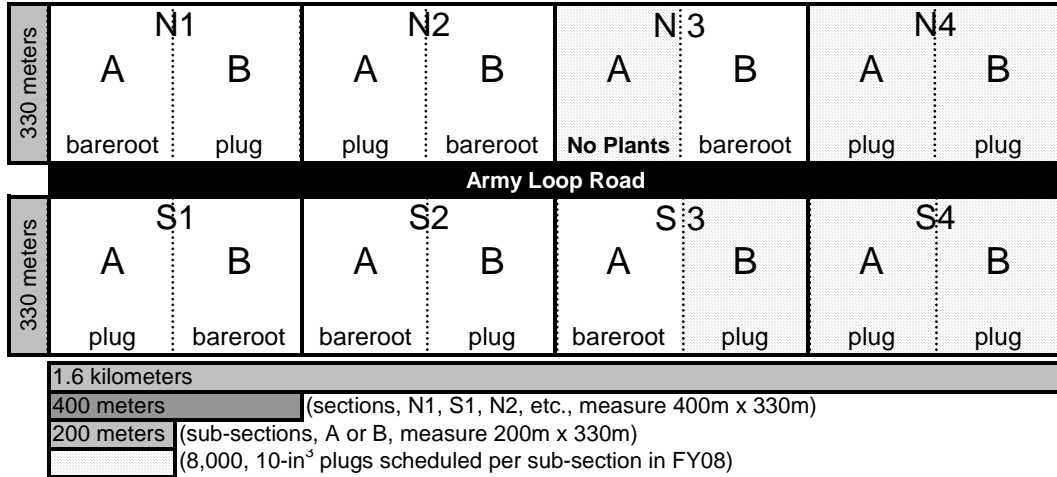 330 meters
N1 N2 N 3 N4
A B A B A B A B
bareroot plug plug bareroot No Plants bareroot plug plug
Army Loop Road
330 meters
S1 S2 S 3 S4
A B A B A B A B
plug bareroot bareroot plug bareroot plug plug plug
1.6 kilometers
400 meters (sections, N1, S1, N2, etc., measure 400m x 330m)
200 meters (sub-sections, A or B, measure 200m x 330m)
(8,000, 10-in³ plugs scheduled per sub-section in FY08)